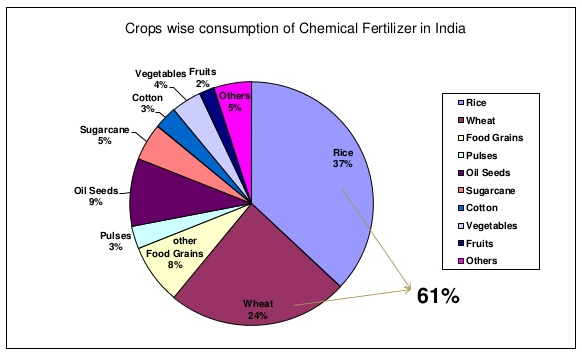 Crops wise consumption of Chemical Fertilizer in India
Vegetables
4%
Fruits
2%
Others
5%
Cotton
3%
Sugarcane
5%
Oil Seeds
9%
Pulses
3%
other
Food Grains
8%
Wheat
24%
Rice
37%
61%
Rice
Wheat
Food Grains
Pulses
Oil Seeds
Sugarcane
Cotton
Vegetables
Fruits
Others